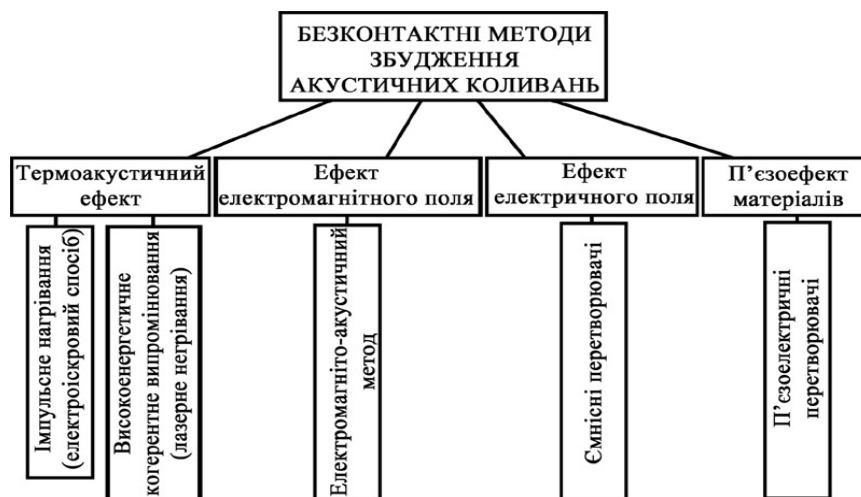 БЕЗКОНТАКТНІ МЕТОДИ
ЗБУДЖЕННЯ
АКУСТИЧНИХ КОЛИВАНЬ
Термоакустичний
ефект
Ефект
електромагнітного поля
Ефект
електричного поля
П’єзоефект
матеріалів
Імпульсне нагрівання
(електроіскровий спосіб)
Високоенергетичне
когерентне випромінювання
(лазерне негрівання)
Електромагніто-акустичний
метод
Ємнісні перетворювачі
П’єзоелектричні
перетворювачі